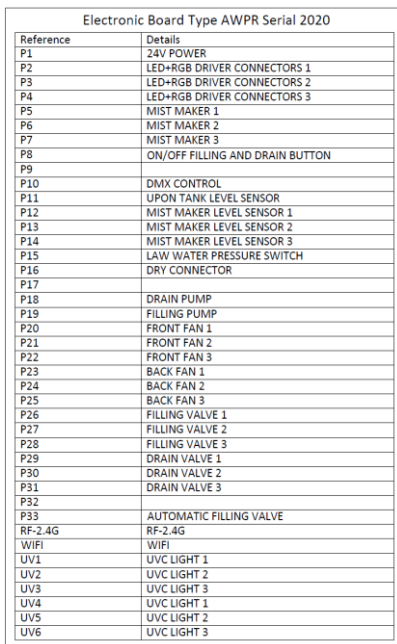 Electronic Board Type AWPR Serial 2020
Reference Details
P1 24V POWER
P2 LED+RGB DRIVER CONNECTORS 1
P3 LED+RGB DRIVER CONNECTORS 2
P4 LED+RGB DRIVER CONNECTORS 3
P5 MIST MAKER 1
P6 MIST MAKER 2
P7 MIST MAKER 3
P8 ON/OFF FILLING AND DRAIN BUTTON
P9
P10 DMX CONTROL
P11 UPON TANK LEVEL SENSOR
P12 MIST MAKER LEVEL SENSOR 1
P13 MIST MAKER LEVEL SENSOR 2
P14 MIST MAKER LEVEL SENSOR 3
P15 LAW WATER PRESSURE SWITCH
P16 DRY CONNECTOR
P17
P18 DRAIN PUMP
P19 FILLING PUMP
P20 FRONT FAN 1
P21 FRONT FAN 2
P22 FRONT FAN 3
P23 BACK FAN 1
P24 BACK FAN 2
P25 BACK FAN 3
P26 FILLING VALVE 1
P27 FILLING VALVE 2
P28 FILLING VALVE 3
P29 DRAIN VALVE 1
P30 DRAIN VALVE 2
P31 DRAIN VALVE 3
P32
P33 AUTOMATIC FILLING VALVE
RF-2.4G RF-2.4G
WIFI WIFI
UV1 UVC LIGHT 1
UV2 UVC LIGHT 2
UV3 UVC LIGHT 3
UV4 UVC LIGHT 1
UV5 UVC LIGHT 2
UV6 UVC LIGHT 3